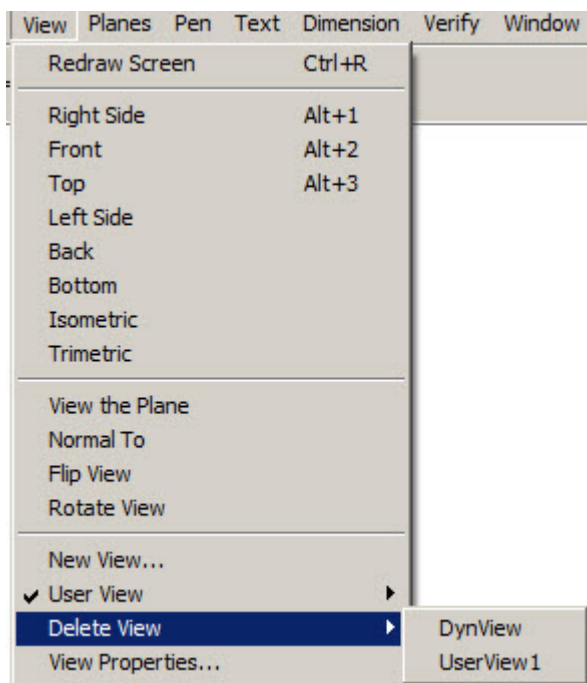 View Planes Pen Text Dimension Verify Window
Redraw Screen Ctrl+R
Right Side Alt+1
Front Alt+2
Top Alt+3
Left Side
Back
Bottom
Isometric
Trimetric
View the Plane
Normal To
Flip View
Rotate View
New View...
User View
Delete View DynView
View Properties... UserView1